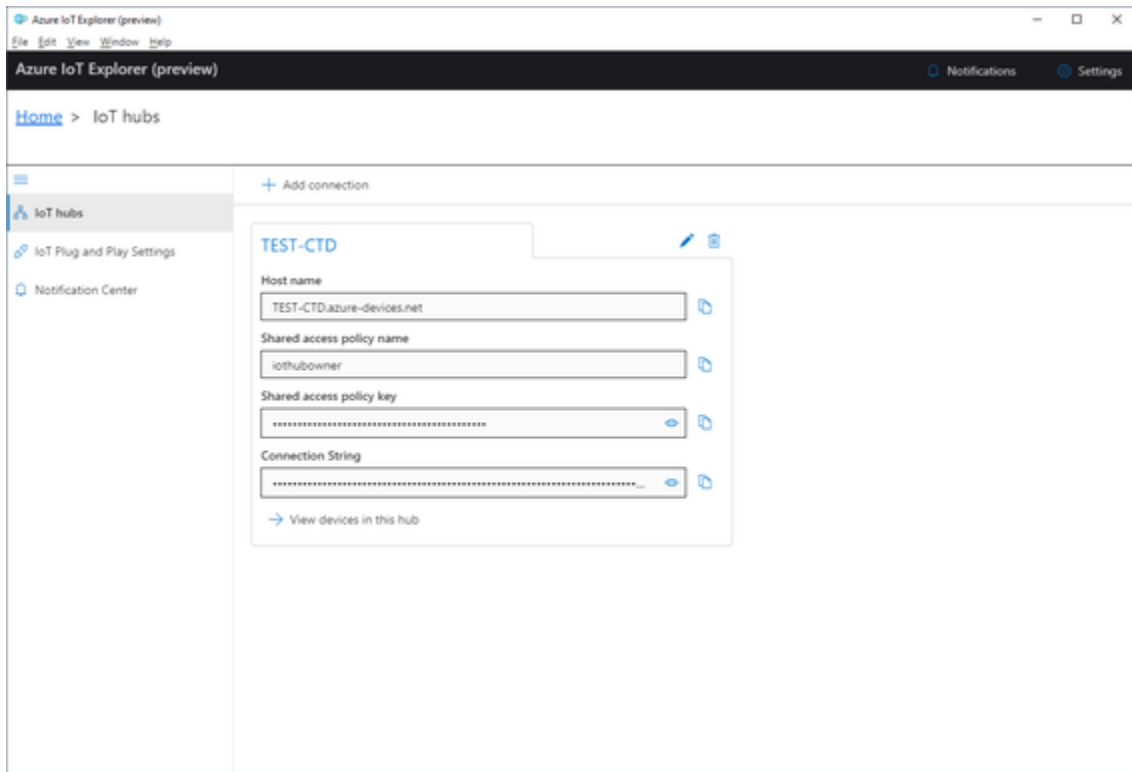 Azure IoT Explorer (preview)
File Edit View Window Help
Azure IoT Explorer (preview)
Notifications
Settings
Home > IoT hubs
Add connection
IoT hubs
IoT Plug and Play Settings
Notification Center
TEST-CTD
Host name
TEST-CTD.azure-devices.net
Shared access policy name
iothubowner
Shared access policy key
Connection String
View devices in this hub